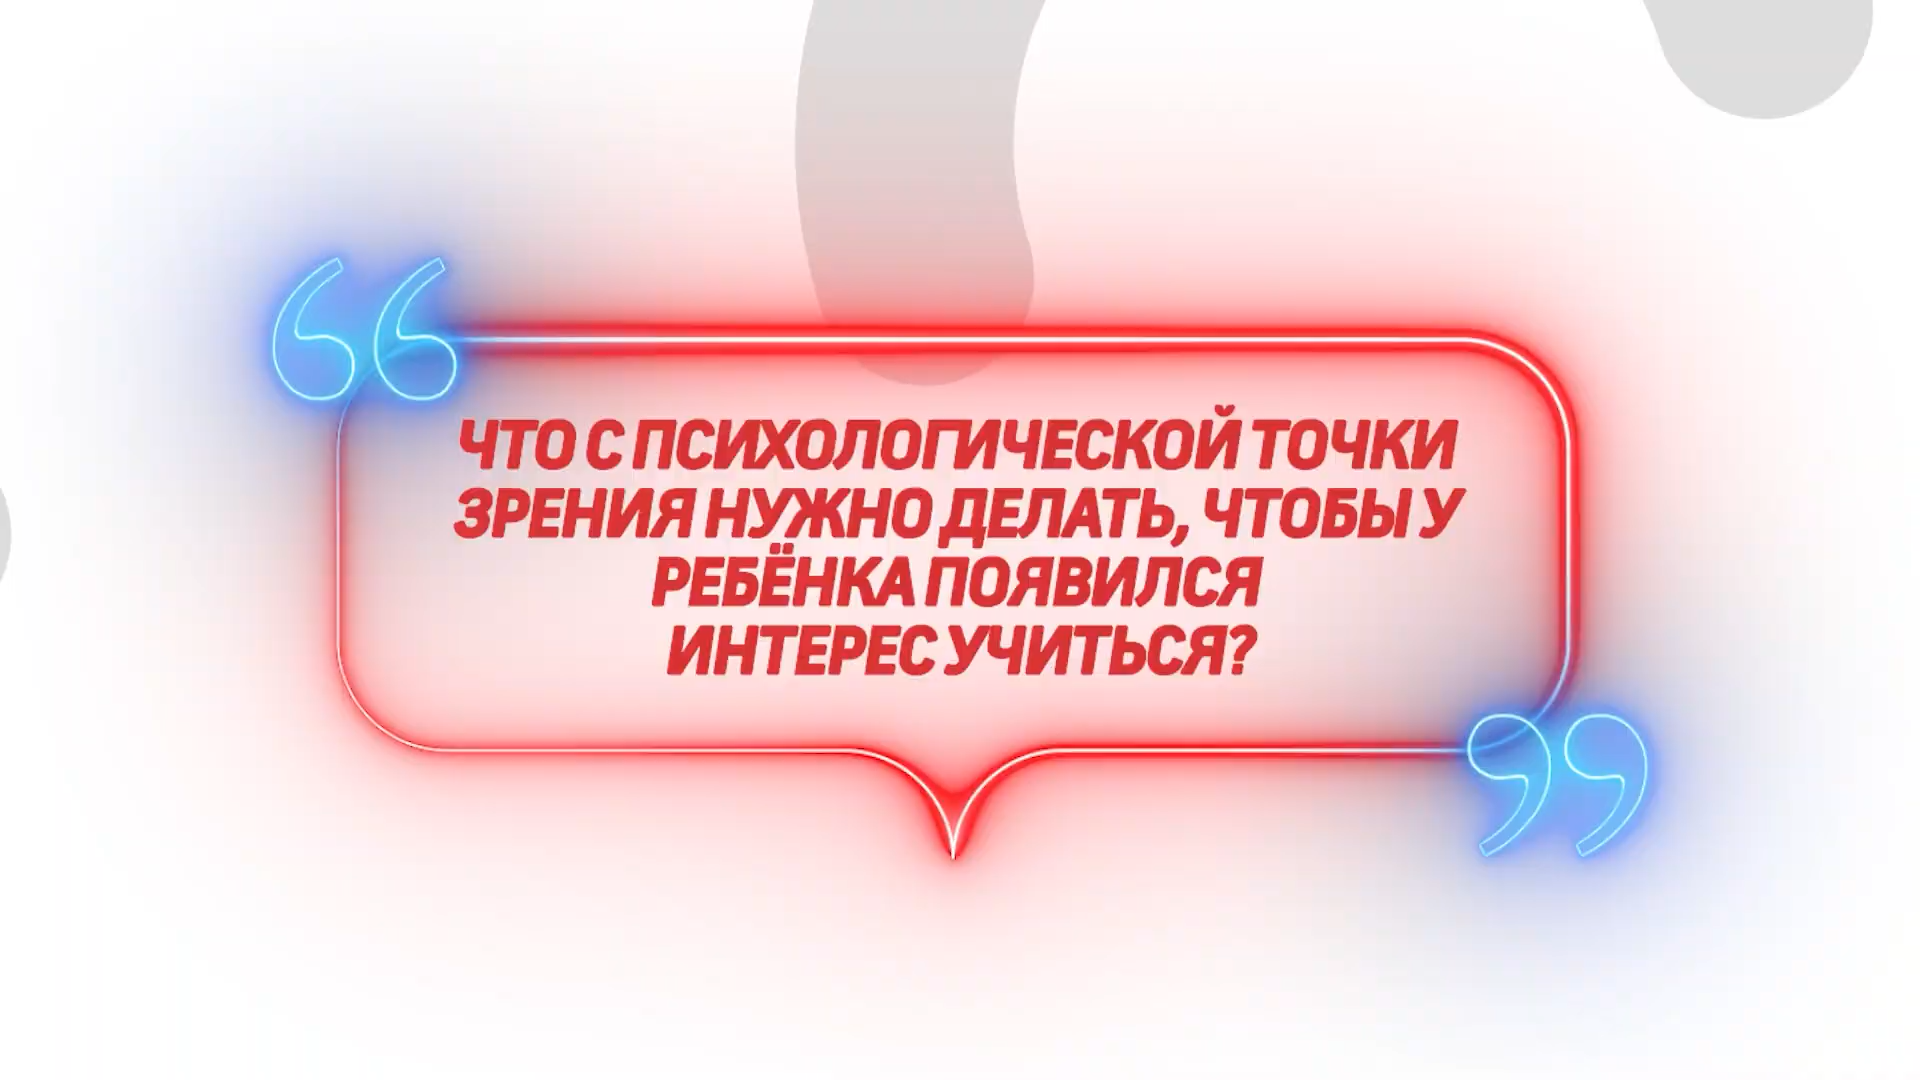 ЧТО С ПСИХОЛОГИЧЕСКОЙ ТОЧКИ
ЗРЕНИЯ НУЖНО ДЕЛАТЬ, ЧТОБЫ У
РЕБЁНКА ПОЯВИЛСЯ
ИНТЕРЕС УЧИТЬСЯ?